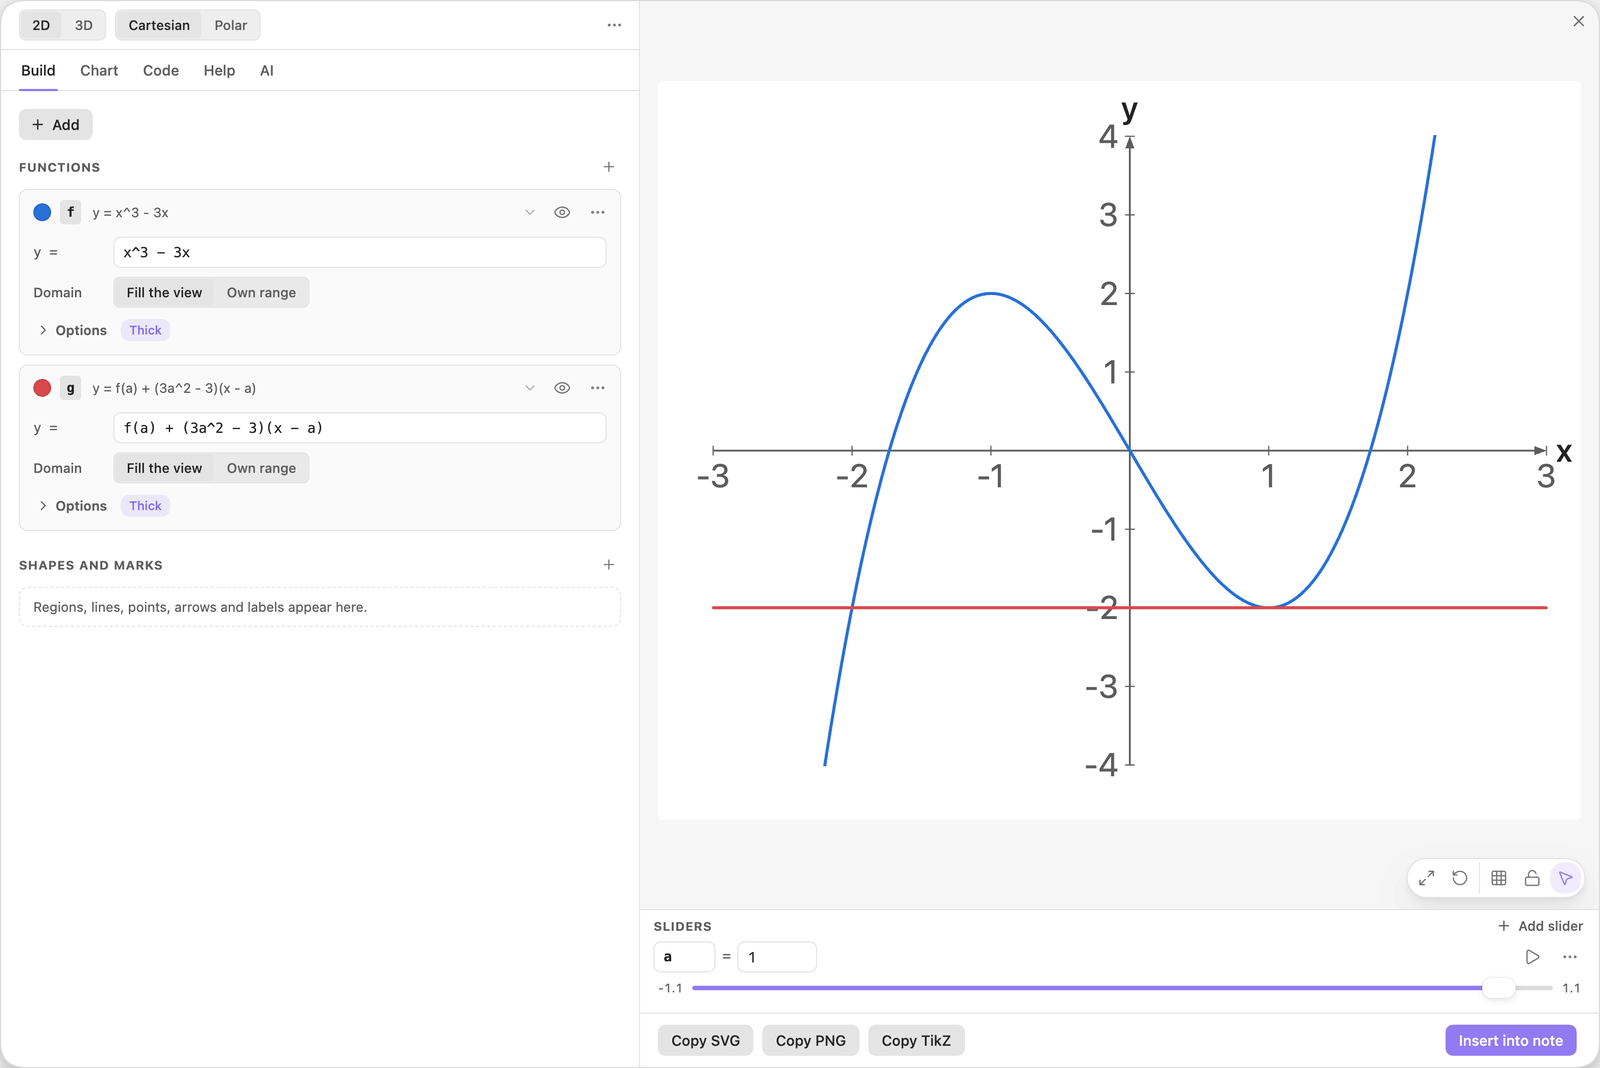 2D 3D Cartesian Polar
Build Chart Code Help AI
+ Add
FUNCTIONS
f y = x^3 - 3x
y = x^3 − 3x
Domain Fill the view Own range
Options Thick
g y = f(a) + (3a^2 - 3)(x - a)
y = f(a) + (3a^2 − 3)(x − a)
Domain Fill the view Own range
Options Thick
SHAPES AND MARKS
Regions, lines, points, arrows and labels appear here.
y
4
3
2
1
x
-3 -2 -1 1 2 3
-1
-2
-3
-4
SLIDERS + Add slider
a = 1
-1.1 1.1
Copy SVG Copy PNG Copy TikZ Insert into note